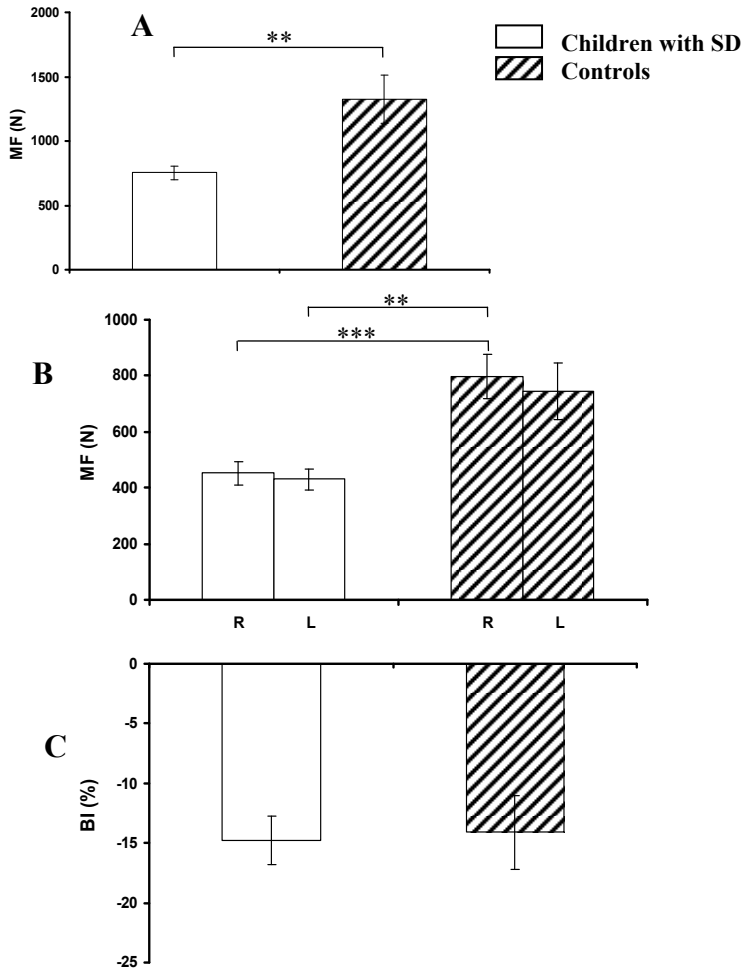 A
**
Children with SD
Controls
2000
1500
1000
500
0
MF (N)
B
**
***
1000
800
600
400
200
0
MF (N)
R L R L
C
0
-5
-10
-15
-20
-25
BI (%)